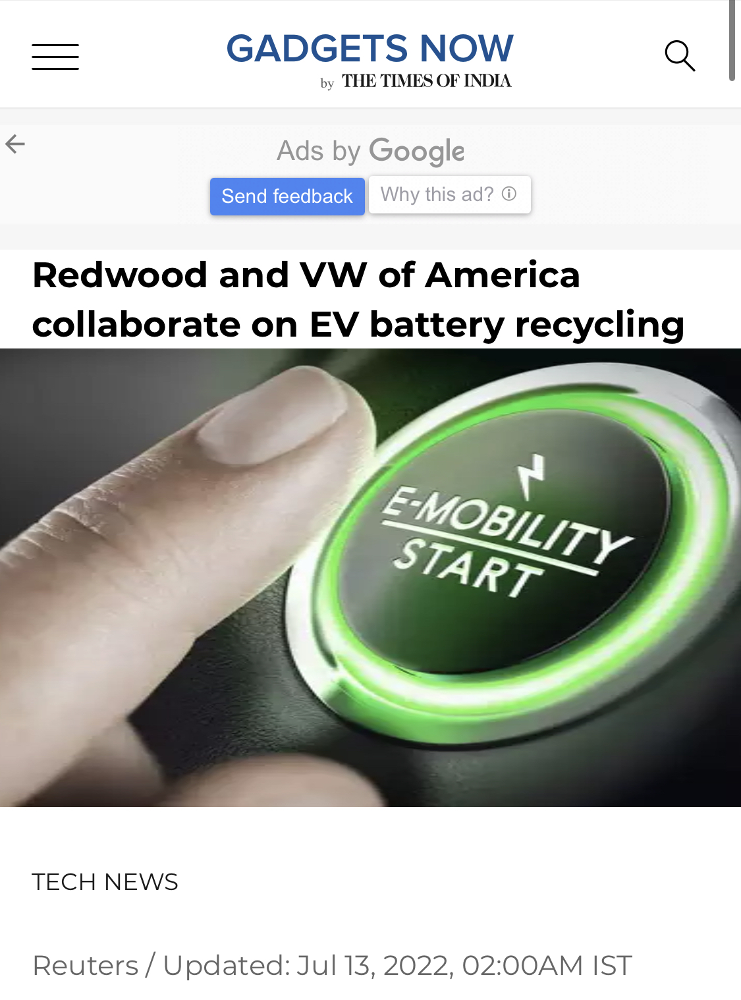 GADGETS NOW
by THE TIMES OF INDIA
Ads by Google
Send feedback
Why this ad?
Redwood and VW of America
collaborate on EV battery recycling
E-MOBILITY
START
TECH NEWS
Reuters / Updated: Jul 13, 2022, 02:00AM IST